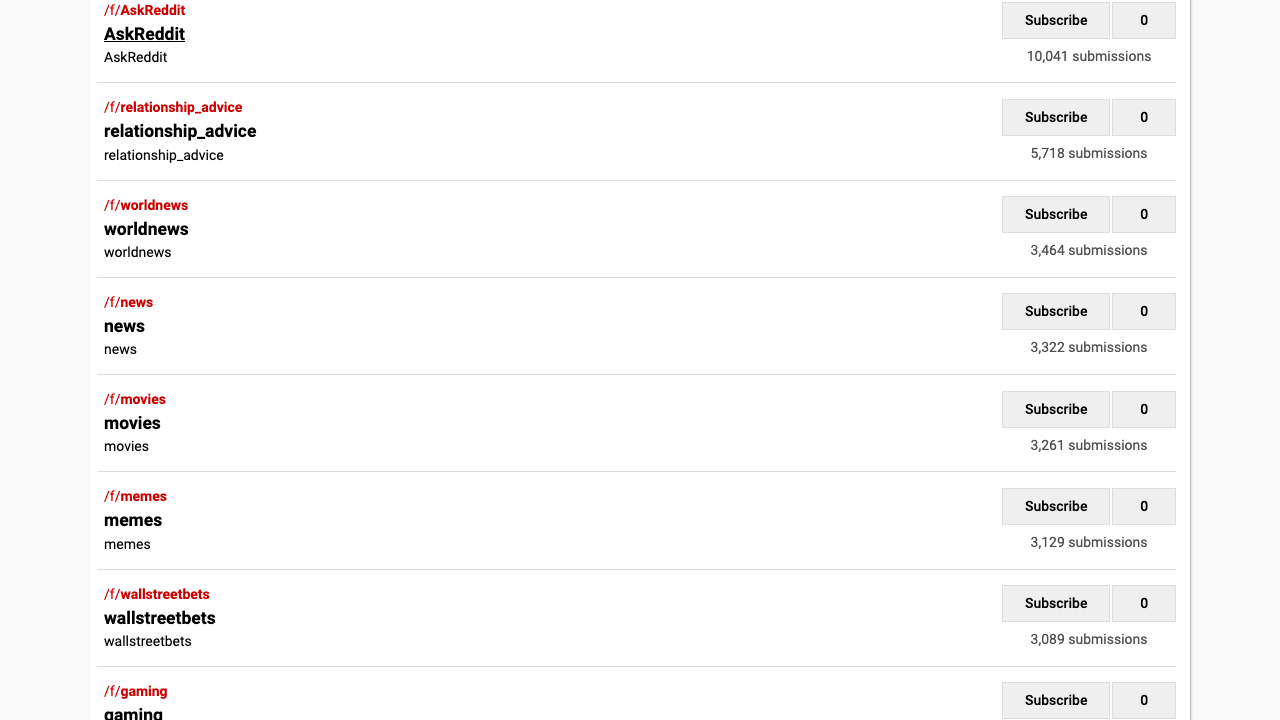 /f/AskReddit
AskReddit
AskReddit
Subscribe 0
10,041 submissions
/f/relationship_advice
relationship_advice
relationship_advice
Subscribe 0
5,718 submissions
/f/worldnews
worldnews
worldnews
Subscribe 0
3,464 submissions
/f/news
news
news
Subscribe 0
3,322 submissions
/f/movies
movies
movies
Subscribe 0
3,261 submissions
/f/memes
memes
memes
Subscribe 0
3,129 submissions
/f/wallstreetbets
wallstreetbets
wallstreetbets
Subscribe 0
3,089 submissions
/f/gaming
gaming
Subscribe 0